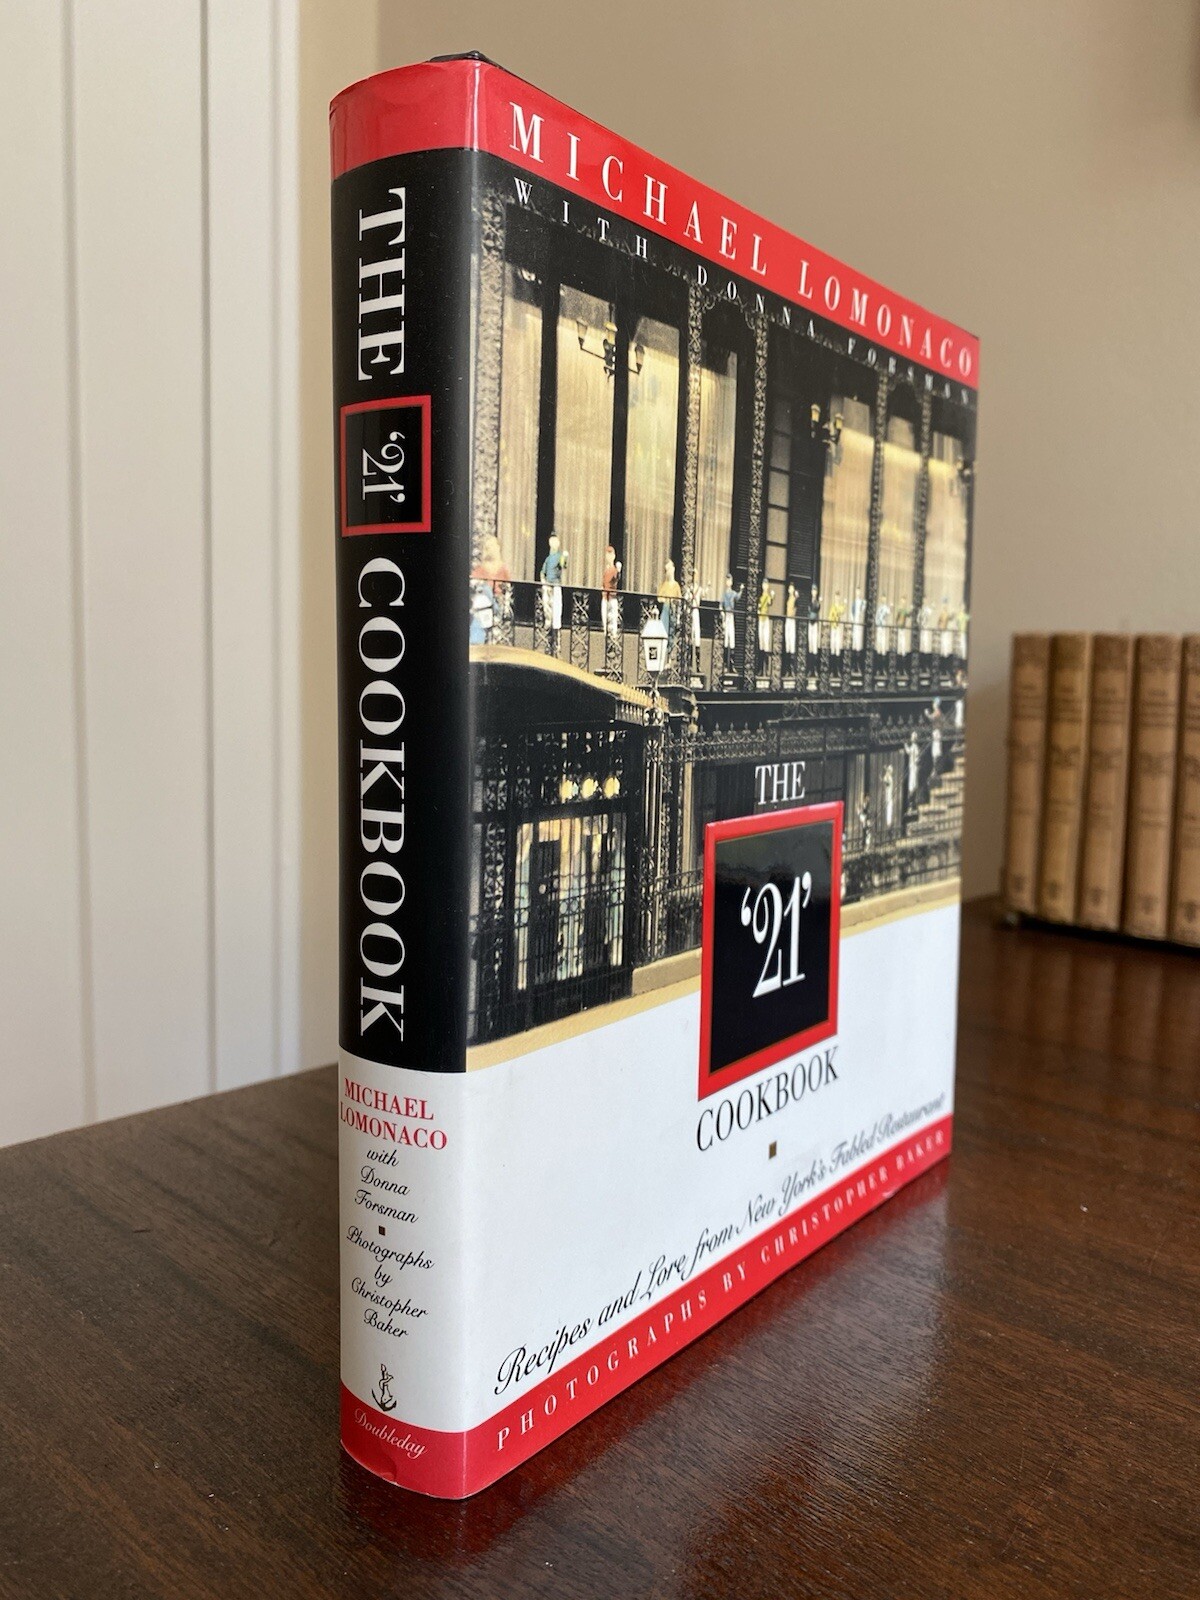 THE '21' COOKBOOK
MICHAEL
LOMONACO
with
Donna
Forsman
Photographs
by
Christopher
Baker
Doubleday
MICHAEL LOMONACO
WITH DONNA FORSMAN
THE
'21'
COOKBOOK
Recipes and Lore from New York's Fabled Restaurant
PHOTOGRAPHS BY CHRISTOPHER BAKER